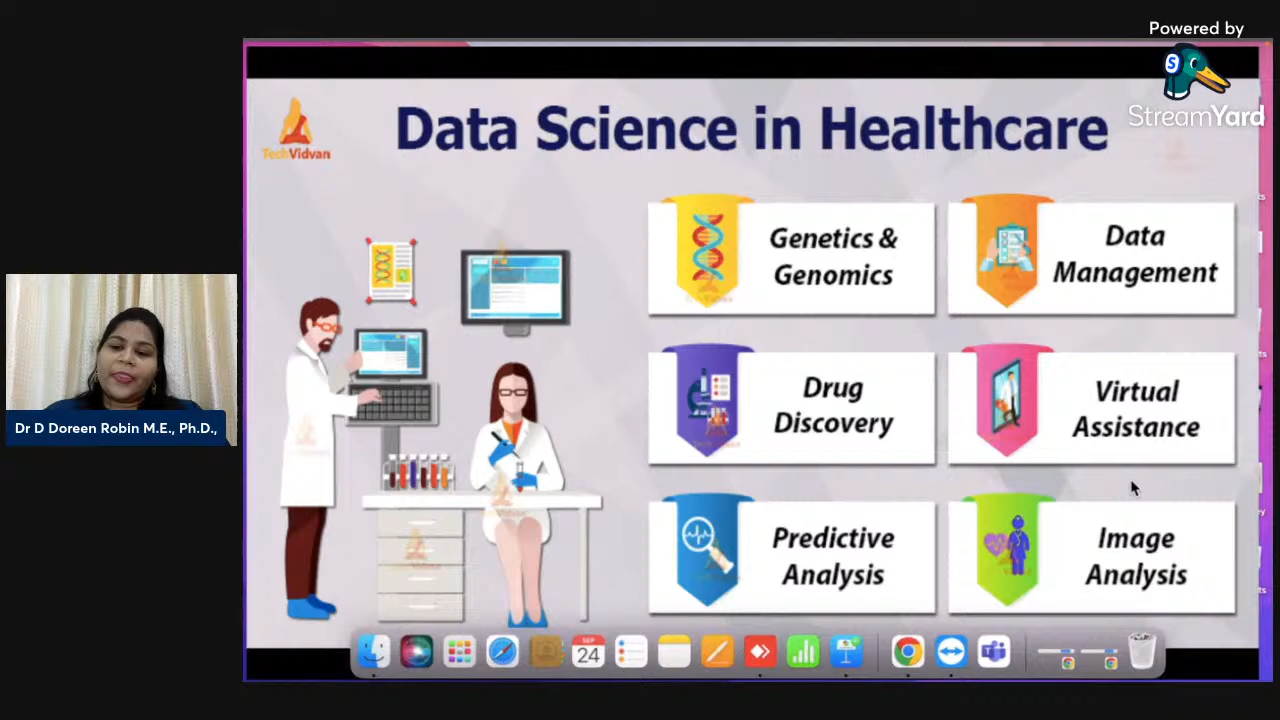 Powered by
StreamYard
TechVidvan
Data Science in Healthcare
Genetics &
Genomics
Data
Management
Drug
Discovery
Virtual
Assistance
Predictive
Analysis
Image
Analysis
Dr D Doreen Robin M.E., Ph.D.,
SEP
24